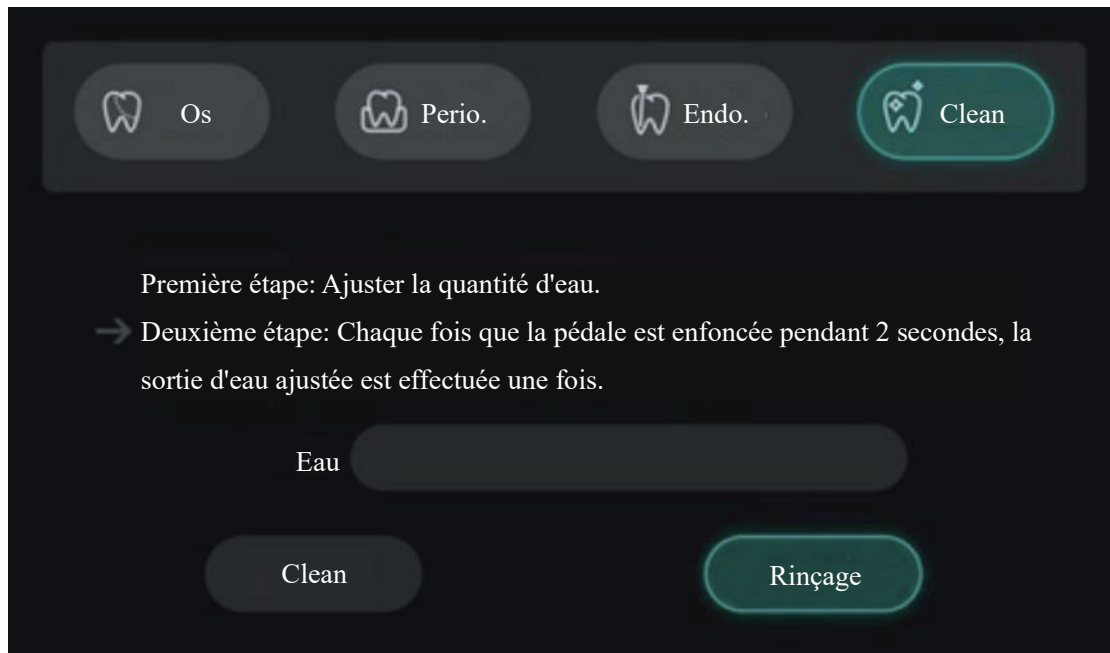 Os
Perio.
Endo.
Clean
Première étape: Ajuster la quantité d'eau.
Deuxième étape: Chaque fois que la pédale est enfoncée pendant 2 secondes, la
sortie d'eau ajustée est effectuée une fois.
Eau
Clean
Rinçage